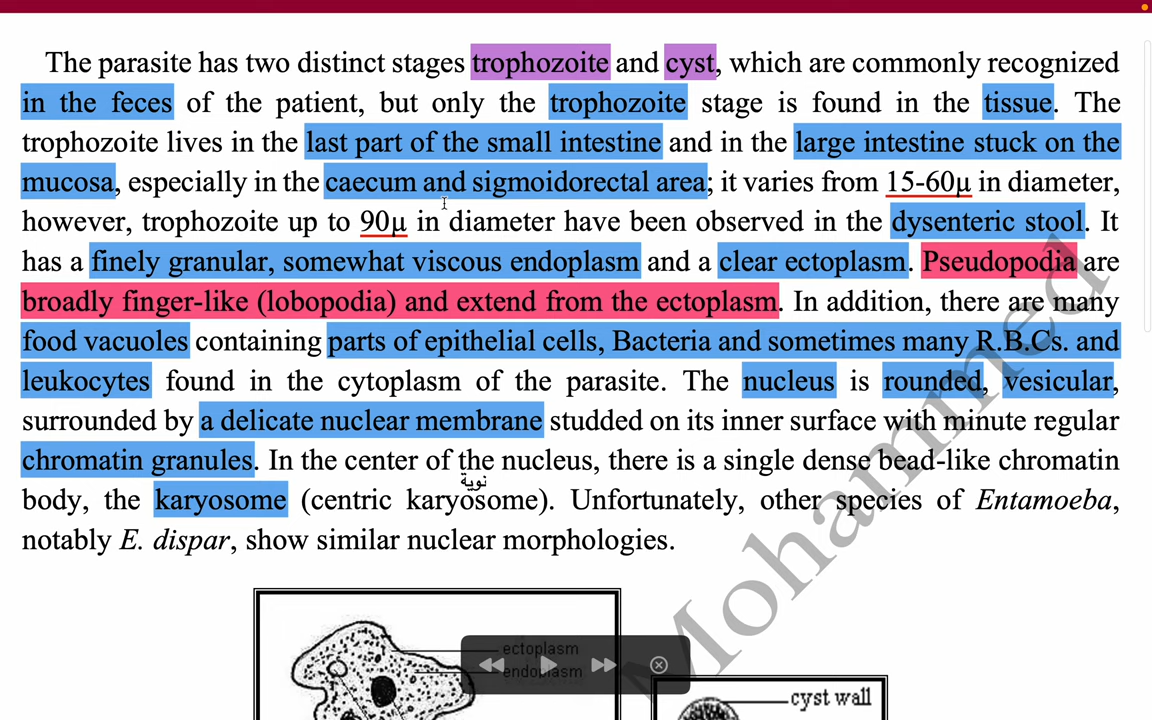 The parasite has two distinct stages trophozoite and cyst, which are commonly recognized
in the feces of the patient, but only the trophozoite stage is found in the tissue. The
trophozoite lives in the last part of the small intestine and in the large intestine stuck on the
mucosa, especially in the caecum and sigmoidorectal area; it varies from 15-60µ in diameter,
however, trophozoite up to 90µ in diameter have been observed in the dysenteric stool. It
has a finely granular, somewhat viscous endoplasm and a clear ectoplasm. Pseudopodia are
broadly finger-like (lobopodia) and extend from the ectoplasm. In addition, there are many
food vacuoles containing parts of epithelial cells, Bacteria and sometimes many R.B.Cs. and
leukocytes found in the cytoplasm of the parasite. The nucleus is rounded, vesicular,
surrounded by a delicate nuclear membrane studded on its inner surface with minute regular
chromatin granules. In the center of the nucleus, there is a single dense bead-like chromatin
نوية
body, the karyosome (centric karyosome). Unfortunately, other species of Entamoeba,
notably E. dispar, show similar nuclear morphologies.
Mohammed
ectoplasm
endoplasm
cyst wall